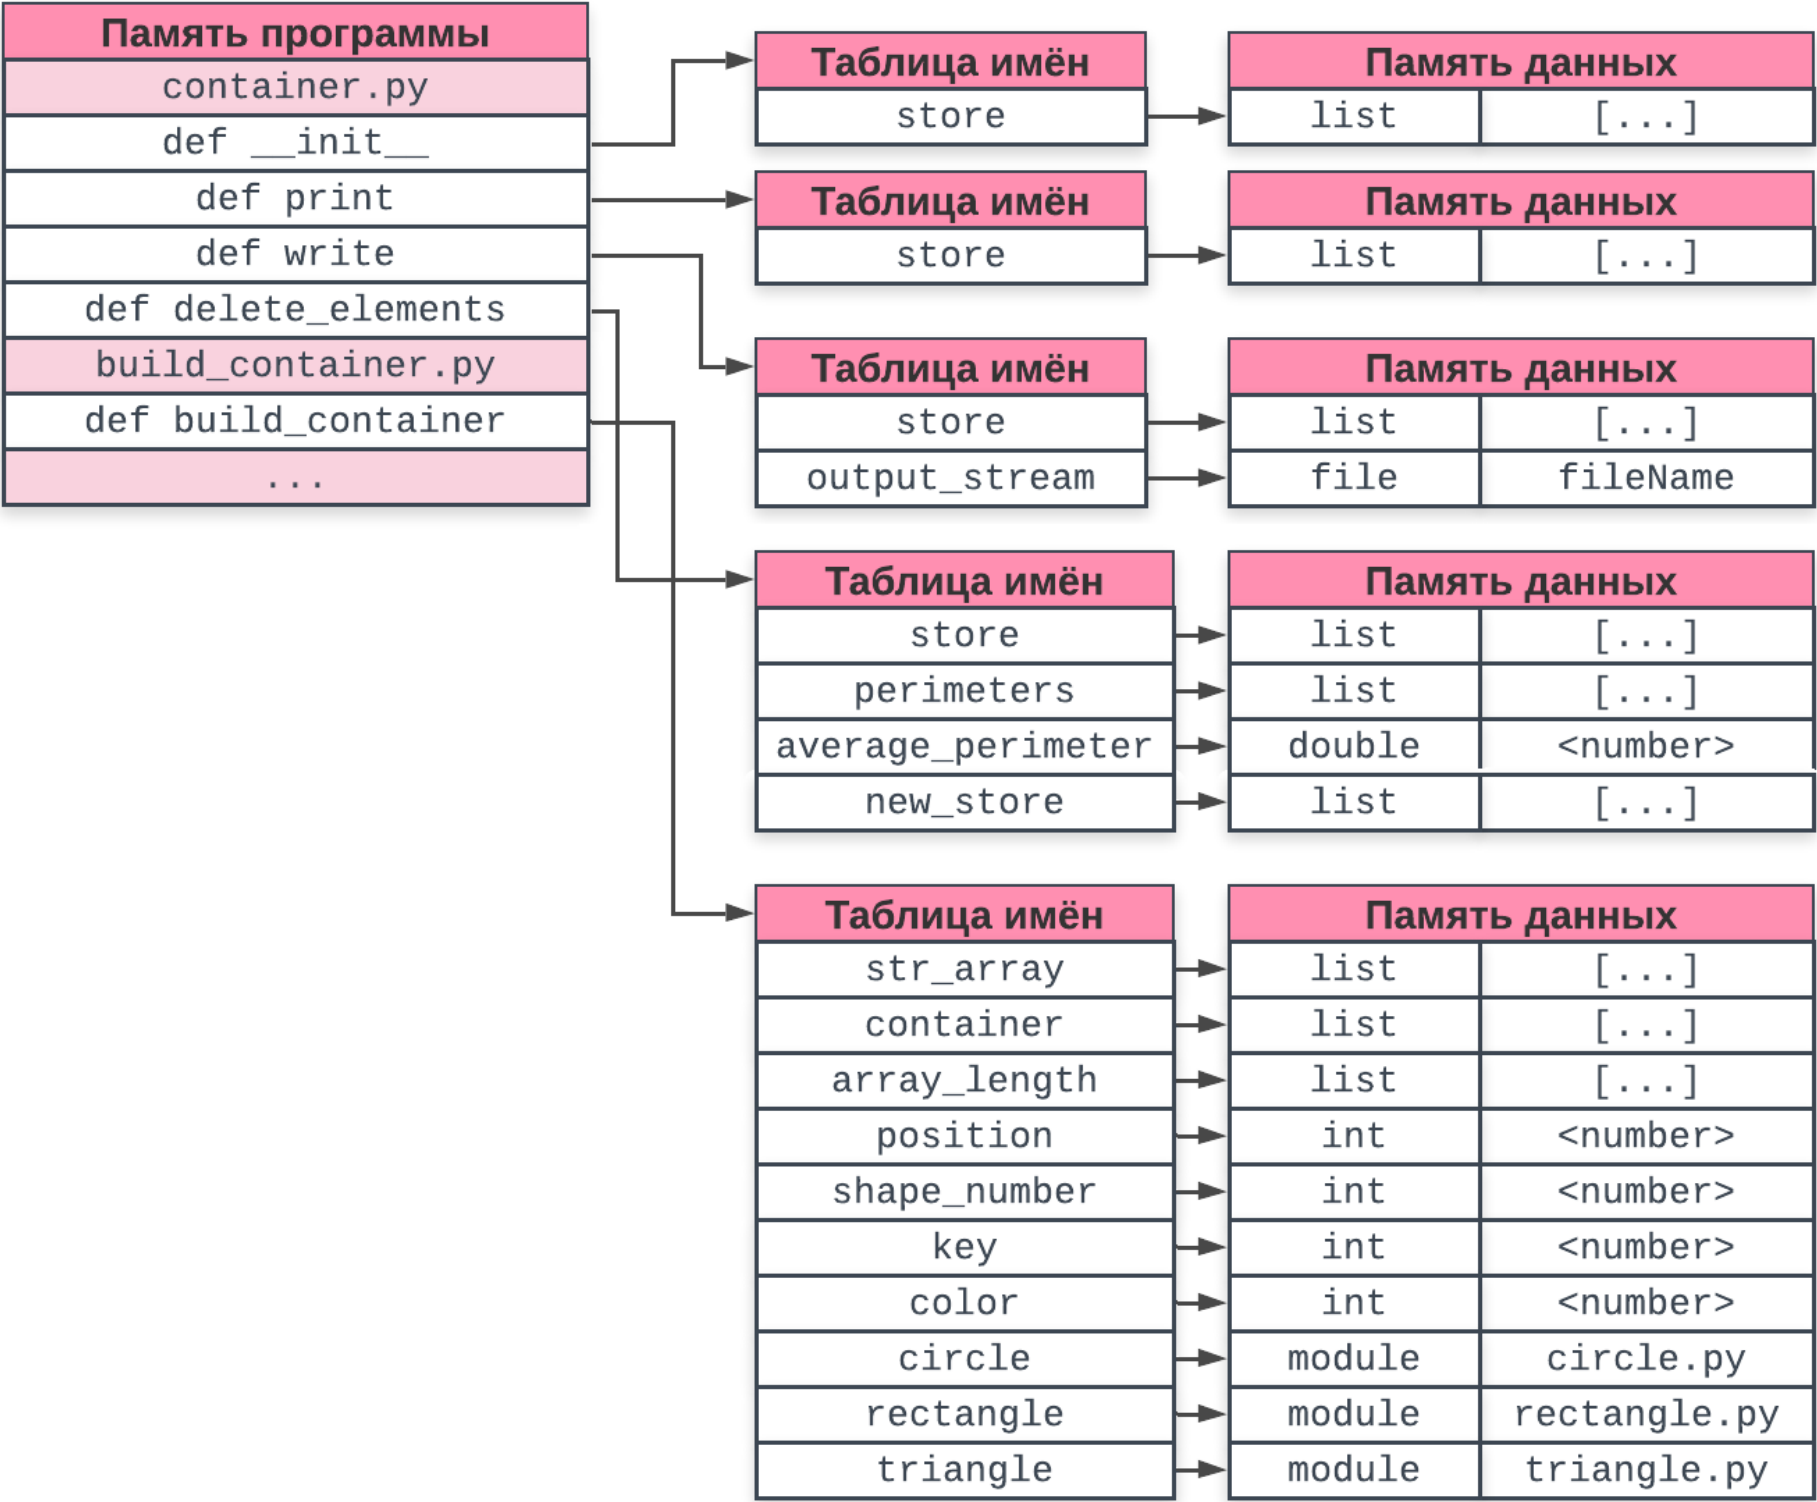 Память программы
container.py
def __init__
def print
def write
def delete_elements
build_container.py
def build_container
...
Таблица имён Память данных
store list [...]
Таблица имён Память данных
store list [...]
Таблица имён Память данных
store list [...]
output_stream file fileName
Таблица имён Память данных
store list [...]
perimeters list [...]
average_perimeter double <number>
new_store list [...]
Таблица имён Память данных
str_array list [...]
container list [...]
array_length list [...]
position int <number>
shape_number int <number>
key int <number>
color int <number>
circle module circle.py
rectangle module rectangle.py
triangle module triangle.py